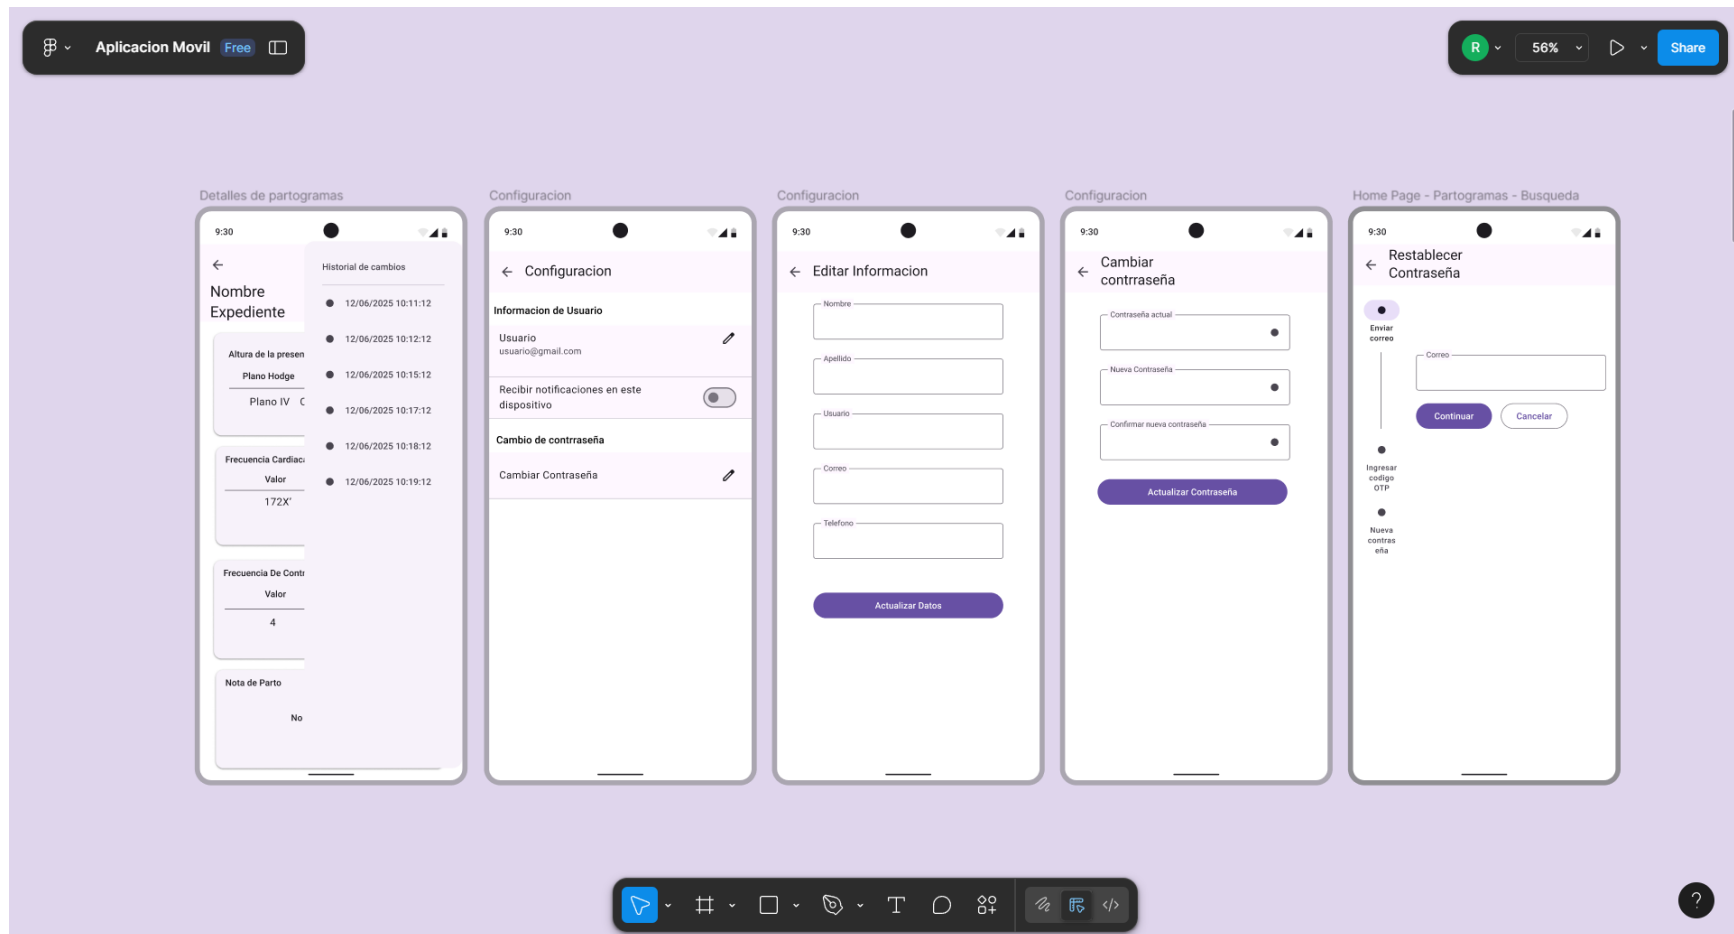 Aplicacion Movil Free
R
56%
Share
Detalles de partogramas
9:30
Nombre
Expediente
Altura de la presen
Plano Hodge
Plano IV C
Frecuencia Cardiaca
Valor
172X'
Frecuencia De Contr
Valor
4
Nota de Parto
No
Historial de cambios
12/06/2025 10:11:12
12/06/2025 10:12:12
12/06/2025 10:15:12
12/06/2025 10:17:12
12/06/2025 10:18:12
12/06/2025 10:19:12
Configuracion
9:30
Configuracion
Informacion de Usuario
Usuario
usuario@gmail.com
Recibir notificaciones en este
dispositivo
Cambio de contrraseña
Cambiar Contraseña
Configuracion
9:30
Editar Informacion
Nombre
Apellido
Usuario
Correo
Telefono
Actualizar Datos
Configuracion
9:30
Cambiar
contrraseña
Contraseña actual
Nueva Contraseña
Confirmar nueva contraseña
Actualizar Contraseña
Home Page - Partogramas - Busqueda
9:30
Restablecer
Contraseña
Enviar
correo
Correo
Continuar
Cancelar
Ingresar
codigo
OTP
Nueva
contras
eña
?